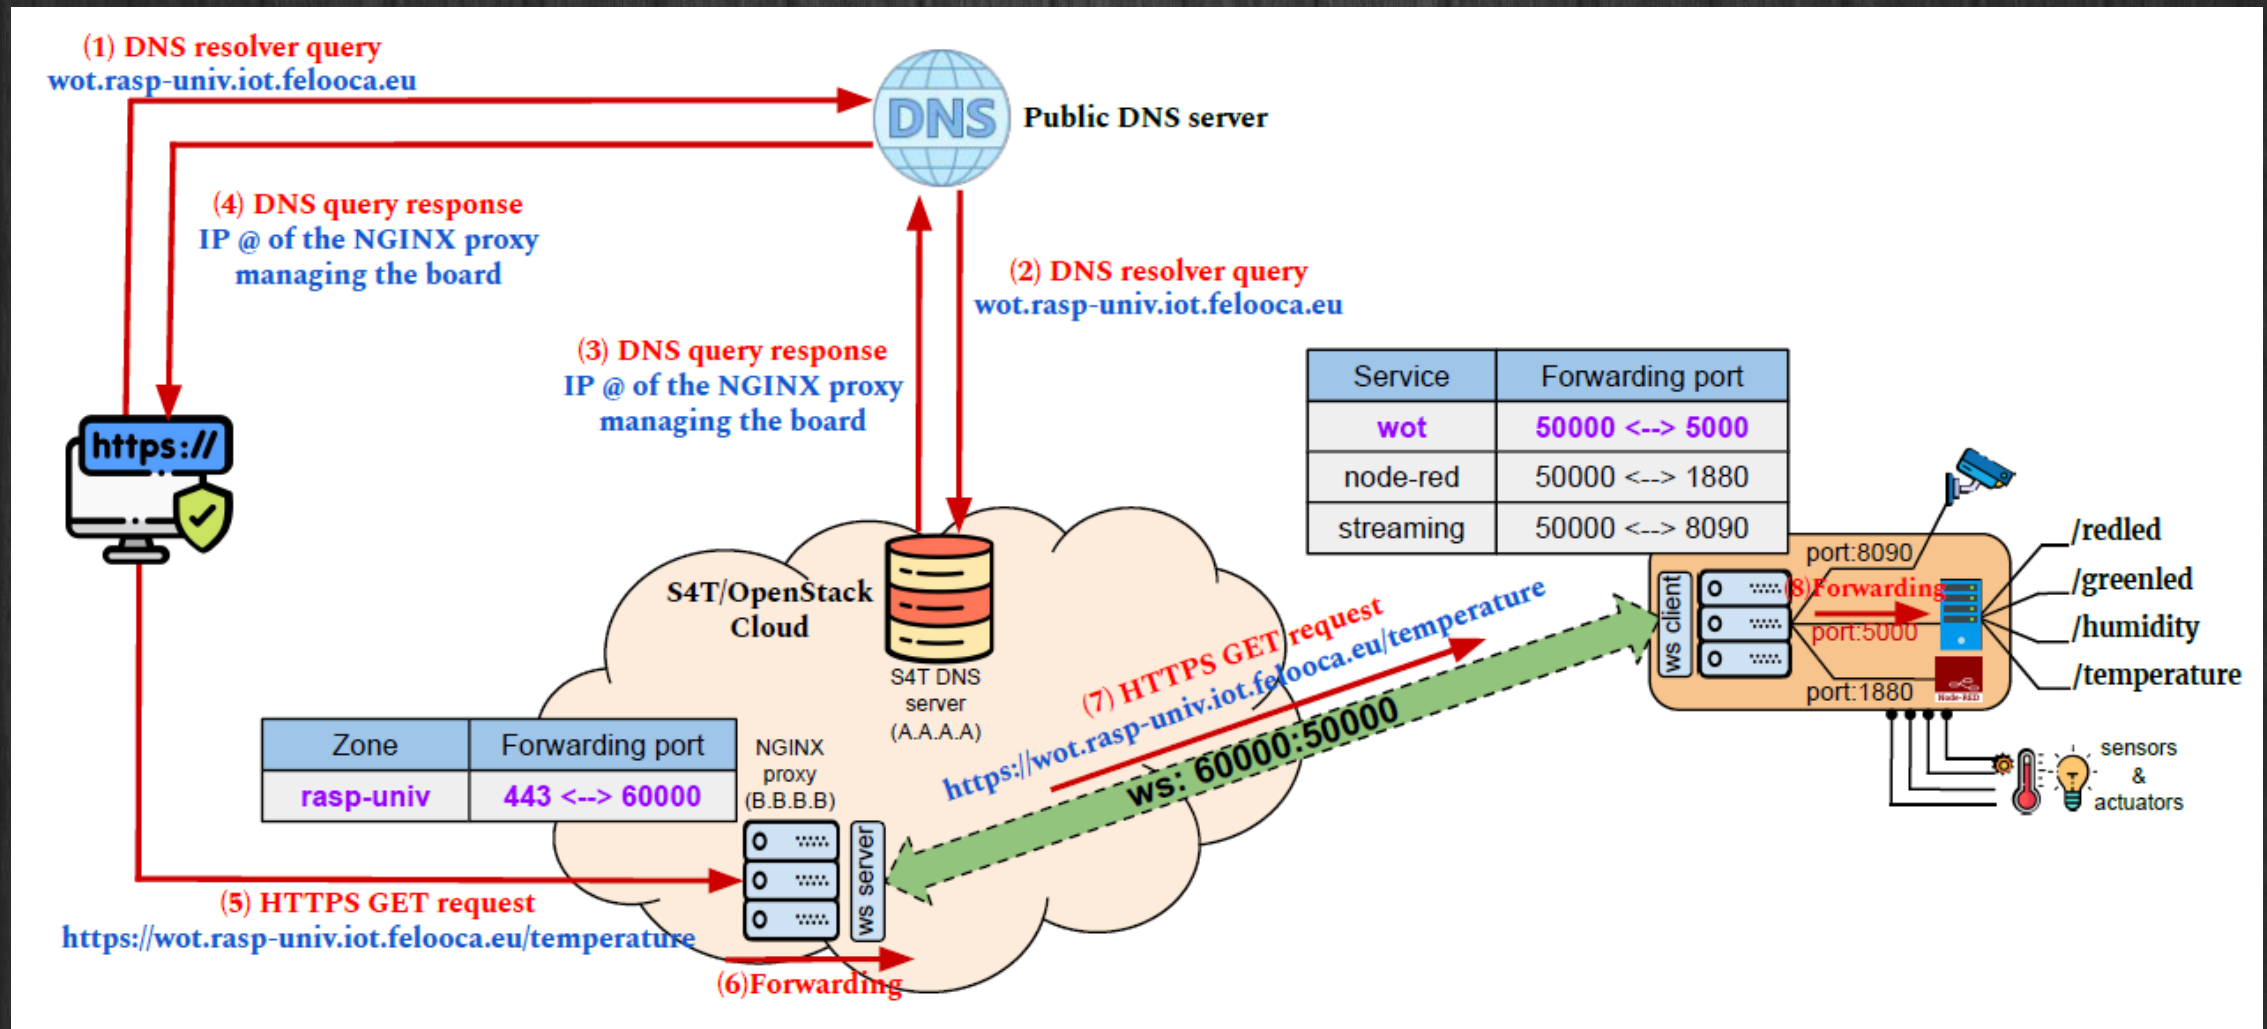 (1) DNS resolver query
wot.rasp-univ.iot.felooca.eu
DNS
Public DNS server
(4) DNS query response
IP @ of the NGINX proxy
managing the board
(2) DNS resolver query
wot.rasp-univ.iot.felooca.eu
(3) DNS query response
IP @ of the NGINX proxy
managing the board
https://
Service Forwarding port
wot 50000 <--> 5000
node-red 50000 <--> 1880
streaming 50000 <--> 8090
S4T/OpenStack
Cloud
S4T DNS
server
(A.A.A.A)
(7) HTTPS GET request
https://wot.rasp-univ.iot.felooca.eu/temperature
ws: 60000:50000
ws client
port:8090
(8)Forwarding
port:5000
port:1880
Node-RED
/redled
/greenled
/humidity
/temperature
sensors
&
actuators
Zone Forwarding port
rasp-univ 443 <--> 60000
NGINX
proxy
(B.B.B.B)
ws server
(5) HTTPS GET request
https://wot.rasp-univ.iot.felooca.eu/temperature
(6)Forwarding